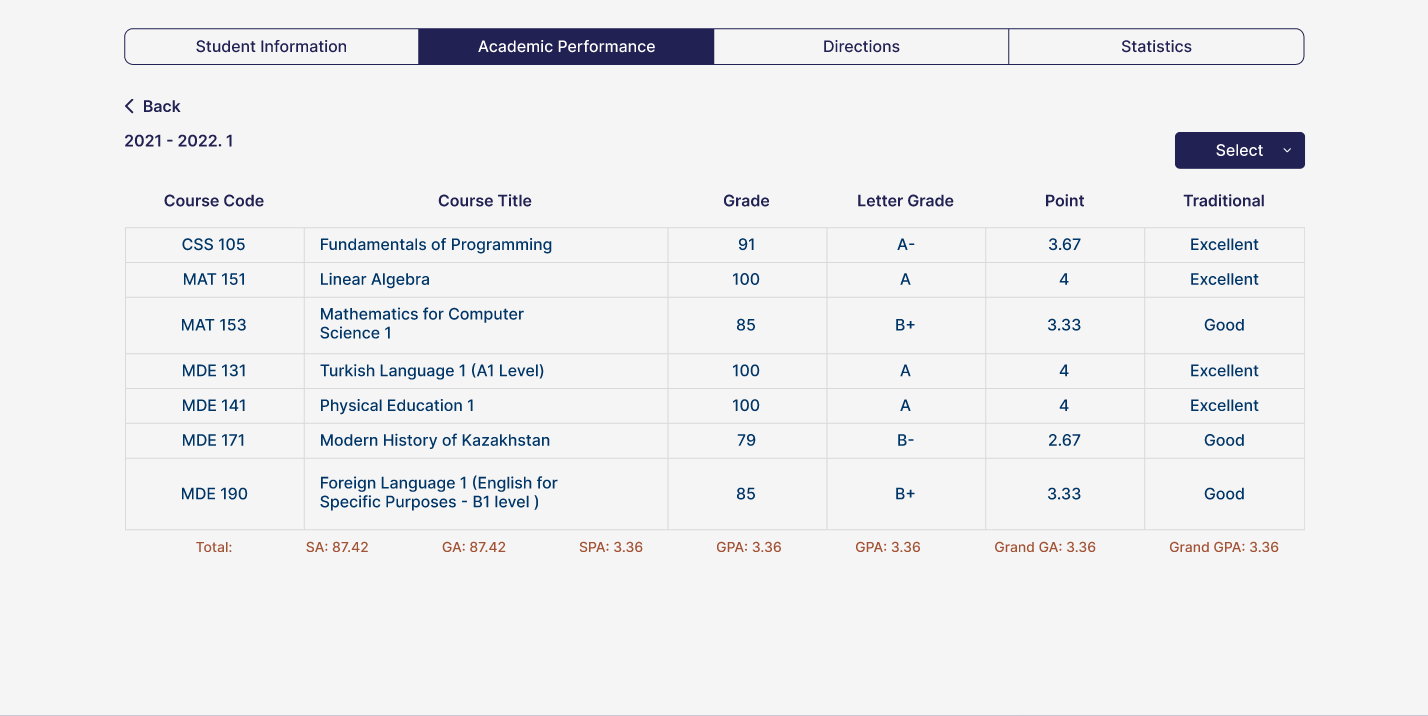 Student Information Academic Performance Directions Statistics
Back
2021 - 2022. 1
Select
Course Code Course Title Grade Letter Grade Point Traditional
CSS 105 Fundamentals of Programming 91 A- 3.67 Excellent
MAT 151 Linear Algebra 100 A 4 Excellent
MAT 153 Mathematics for Computer
Science 1 85 B+ 3.33 Good
MDE 131 Turkish Language 1 (A1 Level) 100 A 4 Excellent
MDE 141 Physical Education 1 100 A 4 Excellent
MDE 171 Modern History of Kazakhstan 79 B- 2.67 Good
MDE 190 Foreign Language 1 (English for
Specific Purposes - B1 level ) 85 B+ 3.33 Good
Total: SA: 87.42 GA: 87.42 SPA: 3.36 GPA: 3.36 GPA: 3.36 Grand GA: 3.36 Grand GPA: 3.36